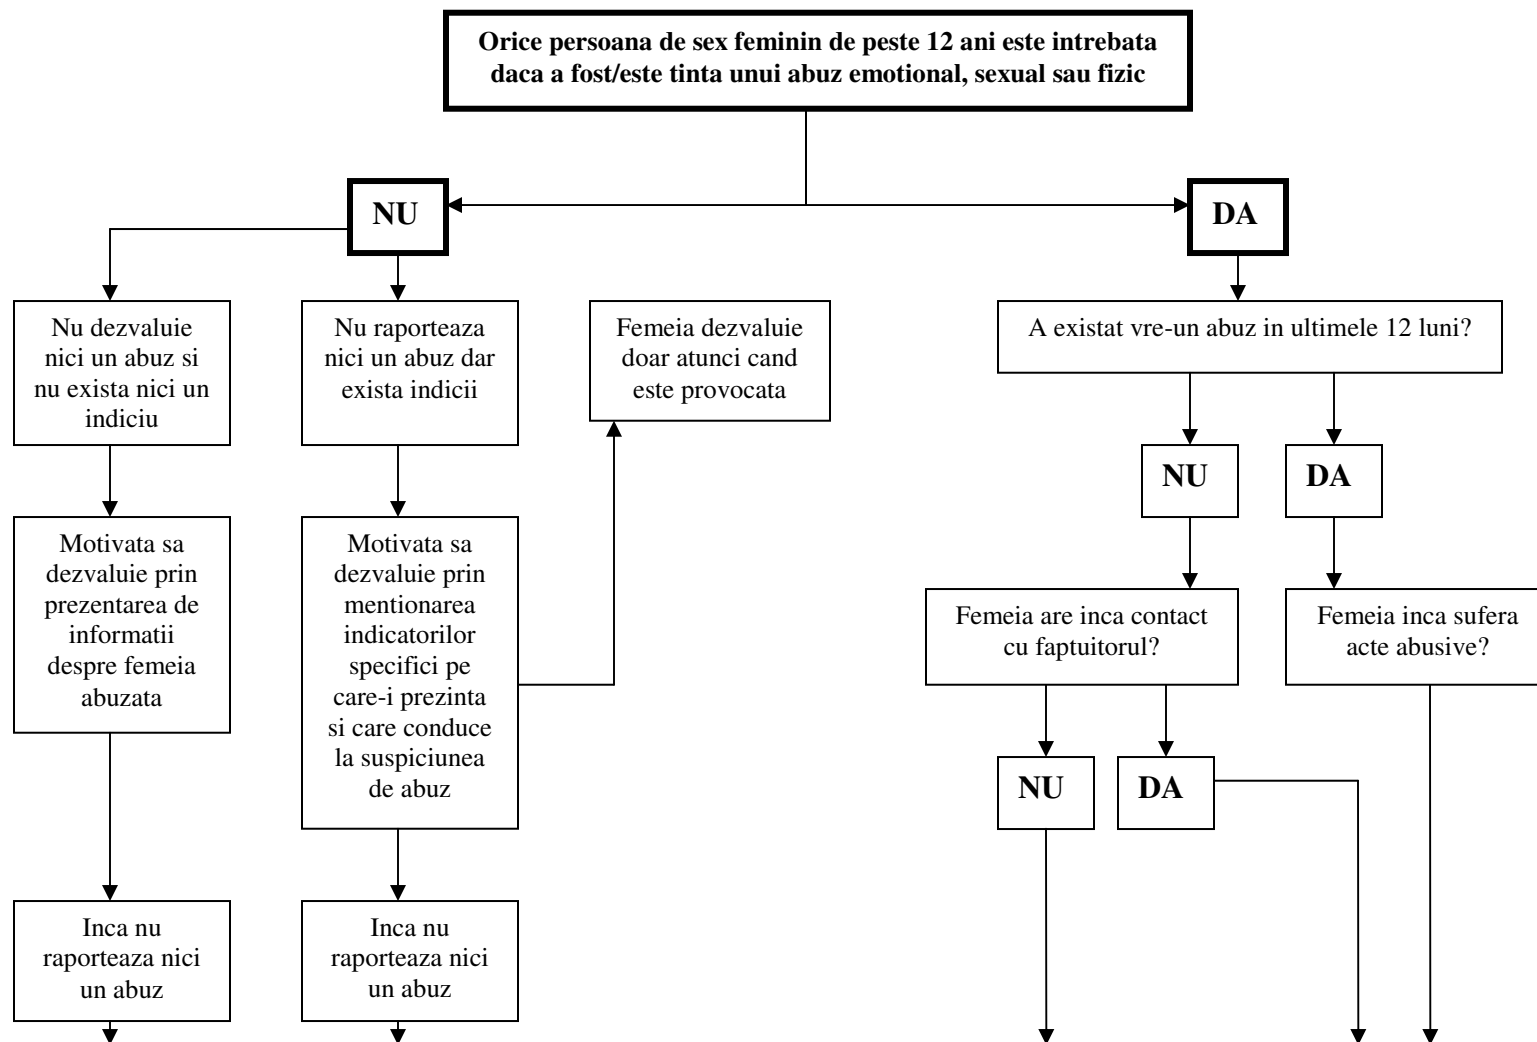 Orice persoana de sex feminin de peste 12 ani este intrebata
daca a fost/este tinta unui abuz emotional, sexual sau fizic
NU
DA
Nu dezvaluie
nici un abuz si
nu exista nici un
indiciu
Nu raporteaza
nici un abuz dar
exista indicii
Femeia dezvaluie
doar atunci cand
este provocata
A existat vre-un abuz in ultimele 12 luni?
NU
DA
Motivata sa
dezvaluie prin
prezentarea de
informatii
despre femeia
abuzata
Motivata sa
dezvaluie prin
mentionarea
indicatorilor
specifici pe
care-i prezinta
si care conduce
la suspiciunea
de abuz
Femeia are inca contact
cu faptuitorul?
Femeia inca sufera
acte abusive?
NU
DA
Inca nu
raporteaza nici
un abuz
Inca nu
raporteaza nici
un abuz